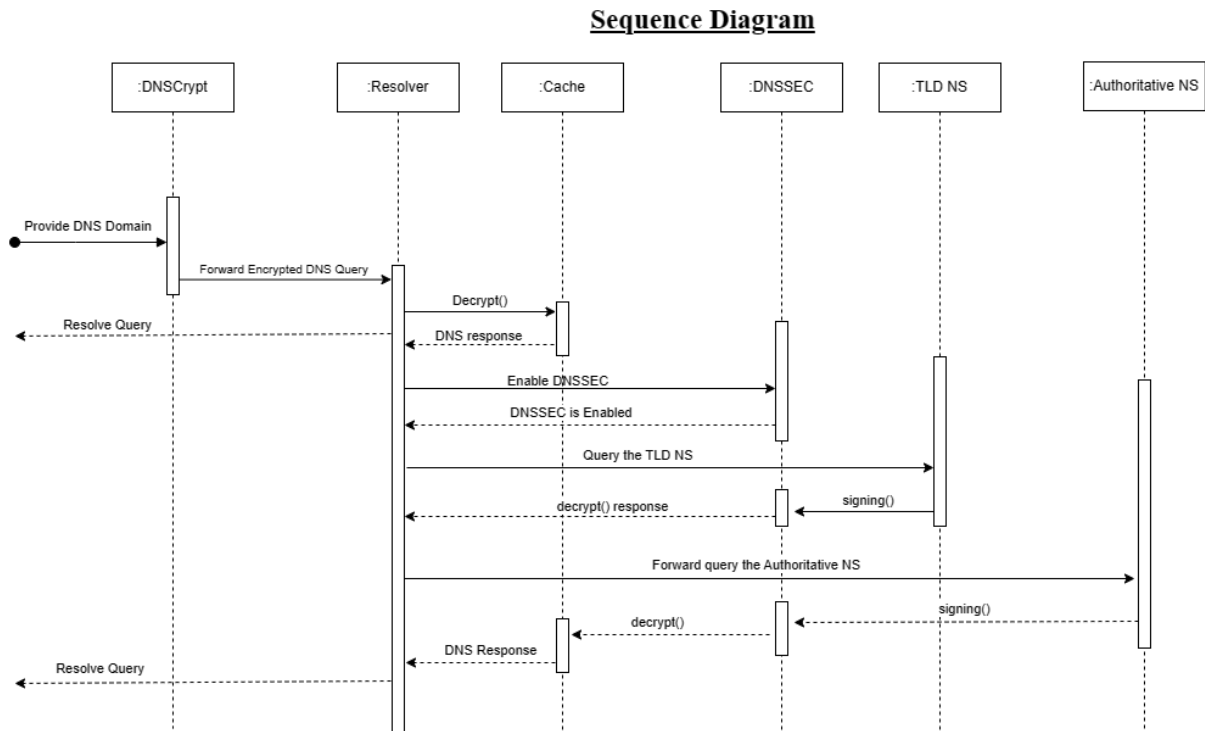 Sequence Diagram
:DNSCrypt
:Resolver
:Cache
:DNSSEC
:TLD NS
:Authoritative NS
Provide DNS Domain
Forward Encrypted DNS Query
Decrypt()
Resolve Query
DNS response
Enable DNSSEC
DNSSEC is Enabled
Query the TLD NS
signing()
decrypt() response
Forward query the Authoritative NS
signing()
decrypt()
DNS Response
Resolve Query